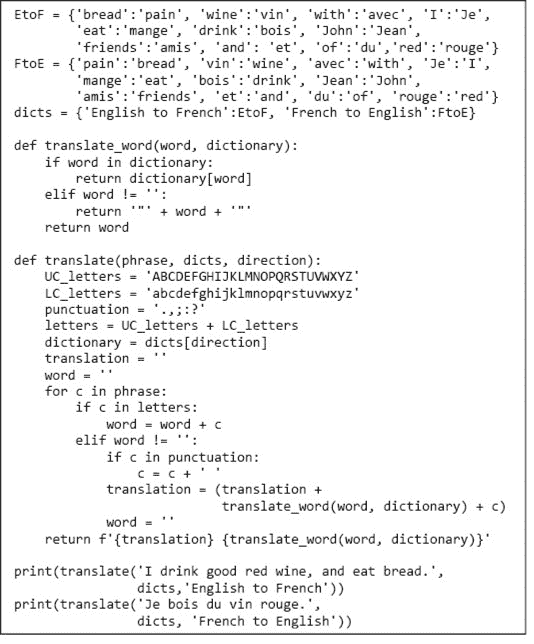 EtoF = {'bread':'pain', 'wine':'vin', 'with':'avec', 'I':'Je',
        'eat':'mange', 'drink':'bois', 'John':'Jean',
        'friends':'amis', 'and': 'et', 'of':'du','red':'rouge'}
FtoE = {'pain':'bread', 'vin':'wine', 'avec':'with', 'Je':'I',
        'mange':'eat', 'bois':'drink', 'Jean':'John',
        'amis':'friends', 'et':'and', 'du':'of', 'rouge':'red'}
dicts = {'English to French':EtoF, 'French to English':FtoE}

def translate_word(word, dictionary):
    if word in dictionary:
        return dictionary[word]
    elif word != '':
        return '"' + word + '"'
    return word

def translate(phrase, dicts, direction):
    UC_letters = 'ABCDEFGHIJKLMNOPQRSTUVWXYZ'
    LC_letters = 'abcdefghijklmnopqrstuvwxyz'
    punctuation = '.,;:?'
    letters = UC_letters + LC_letters
    dictionary = dicts[direction]
    translation = ''
    word = ''
    for c in phrase:
        if c in letters:
            word = word + c
        elif word != '':
            if c in punctuation:
                c = c + ' '
            translation = (translation +
                           translate_word(word, dictionary) + c)
            word = ''
    return f'{translation} {translate_word(word, dictionary)}'

print(translate('I drink good red wine, and eat bread.',
                dicts,'English to French'))
print(translate('Je bois du vin rouge.',
                dicts, 'French to English'))